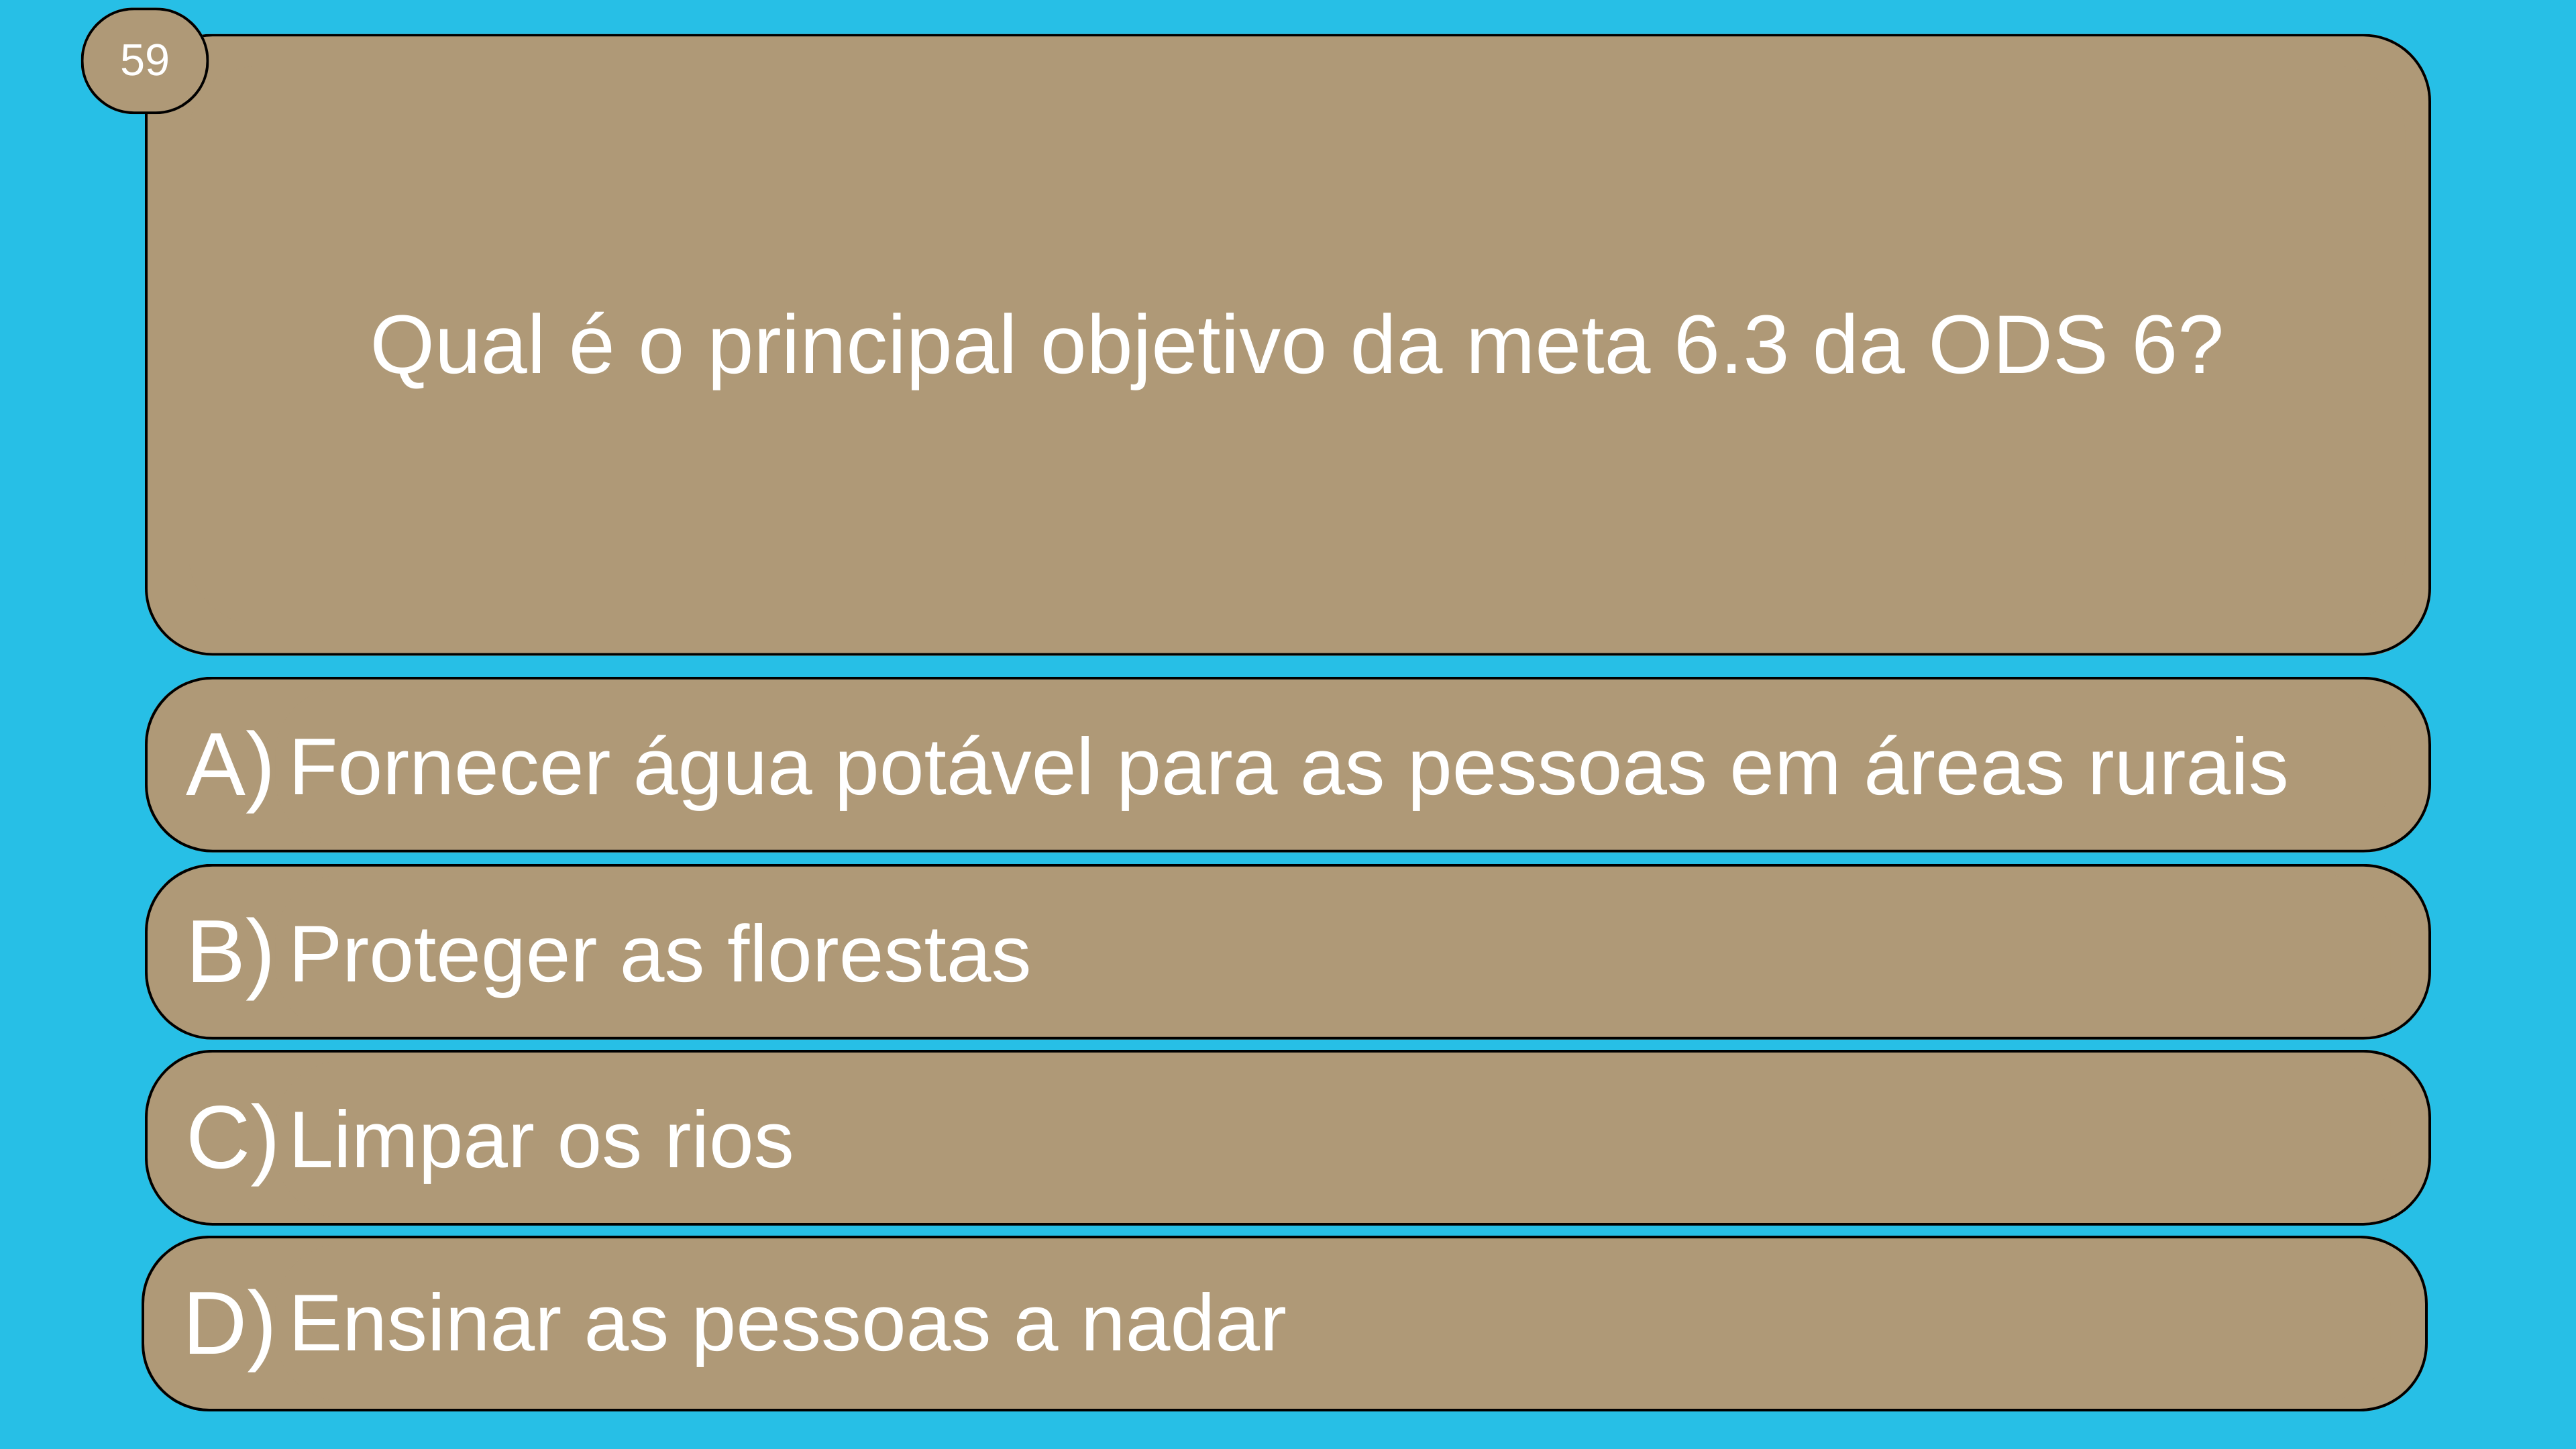 59
Qual é o principal objetivo da meta 6.3 da ODS 6?
A) Fornecer água potável para as pessoas em áreas rurais
B) Proteger as florestas
C) Limpar os rios
D) Ensinar as pessoas a nadar